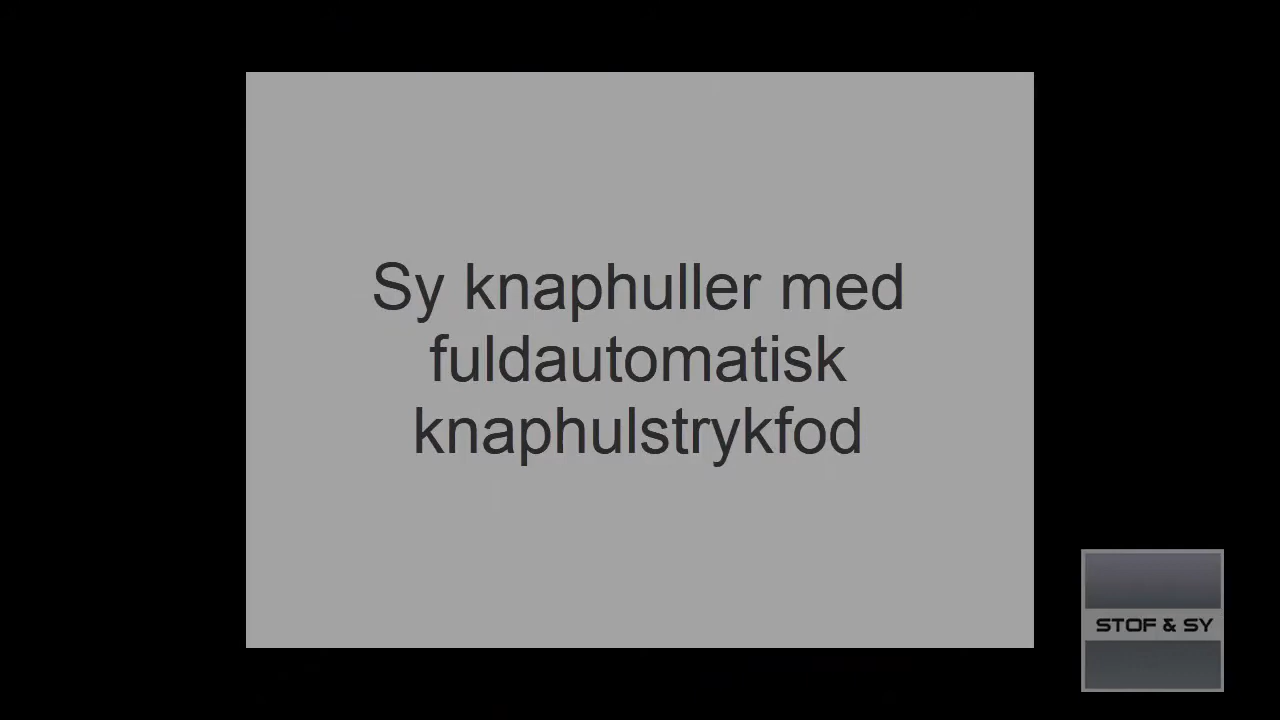 Sy knaphuller med
fuldautomatisk
knaphulstrykfod
STOF & SY